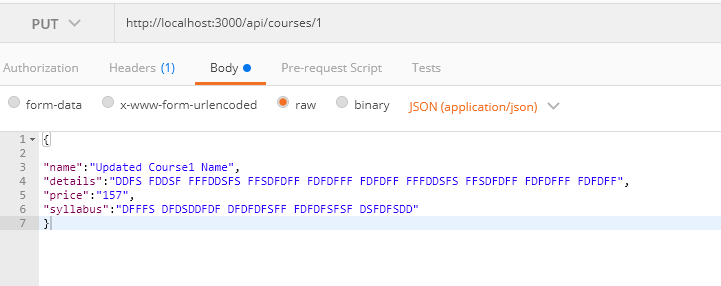 PUT http://localhost:3000/api/courses/1
Authorization Headers (1) Body Pre-request Script Tests
form-data x-www-form-urlencoded raw binary JSON (application/json)
1 {
2
3 "name":"Updated Course1 Name",
4 "details":"DDFS FDDSF FFFDDSFS FFSDFDFF FDFDFFF FDFDFF FFFDDSFS FFSDFDFF FDFDFFF FDFDFF",
5 "price":"157",
6 "syllabus":"DFFFS DFDSDDFDF DFDFDFSFF FDFDFSFSF DSFDFSDD"
7 }